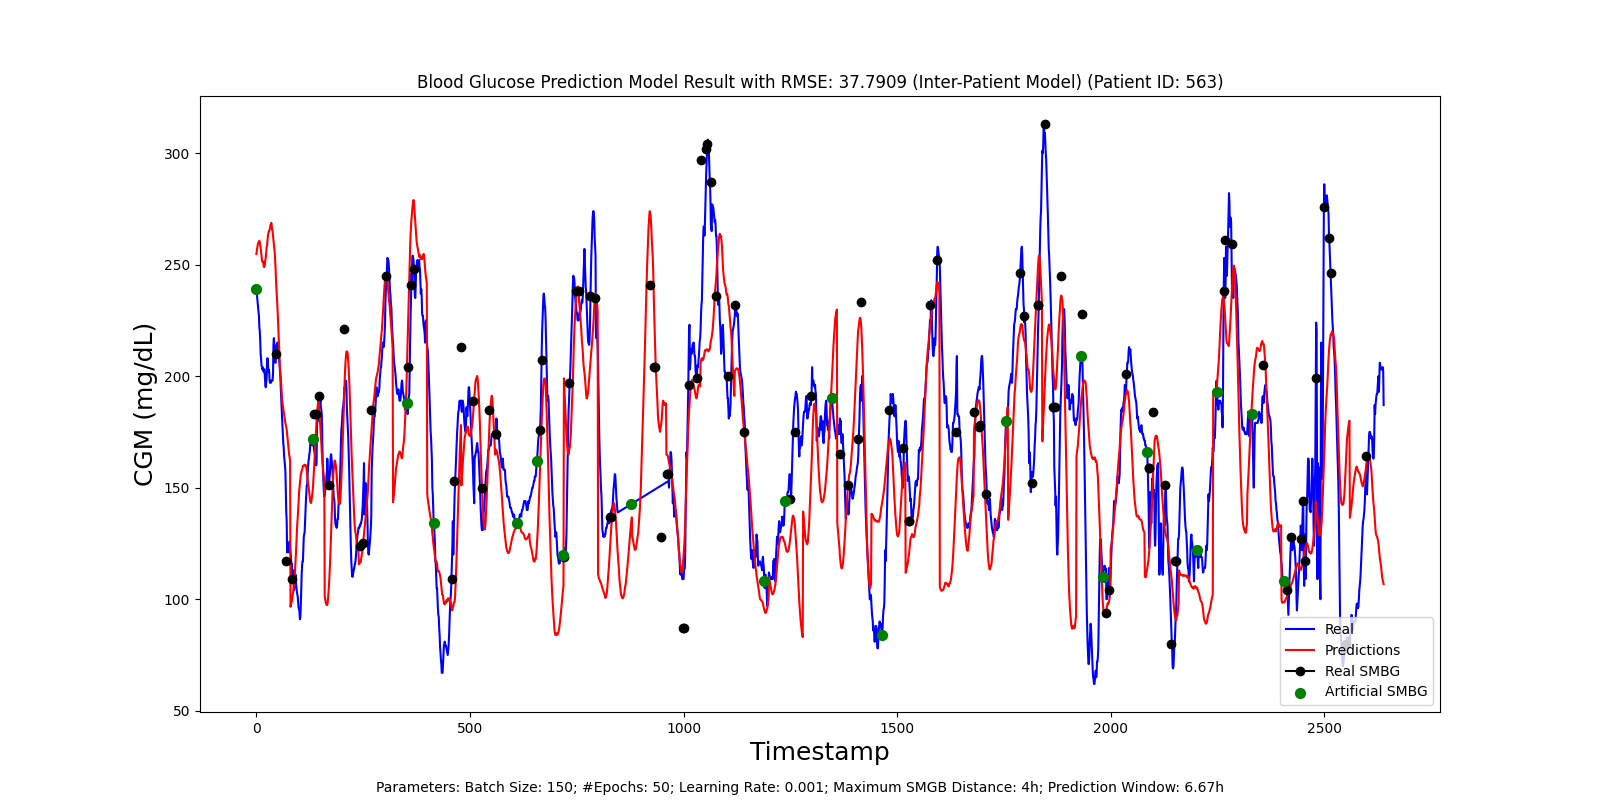 Blood Glucose Prediction Model Result with RMSE: 37.7909 (Inter-Patient Model) (Patient ID: 563)
300
250
200
150
100
50
CGM (mg/dL)
0 500 1000 1500 2000 2500
Timestamp
Real
Predictions
Real SMBG
Artificial SMBG
Parameters: Batch Size: 150; #Epochs: 50; Learning Rate: 0.001; Maximum SMGB Distance: 4h; Prediction Window: 6.67h